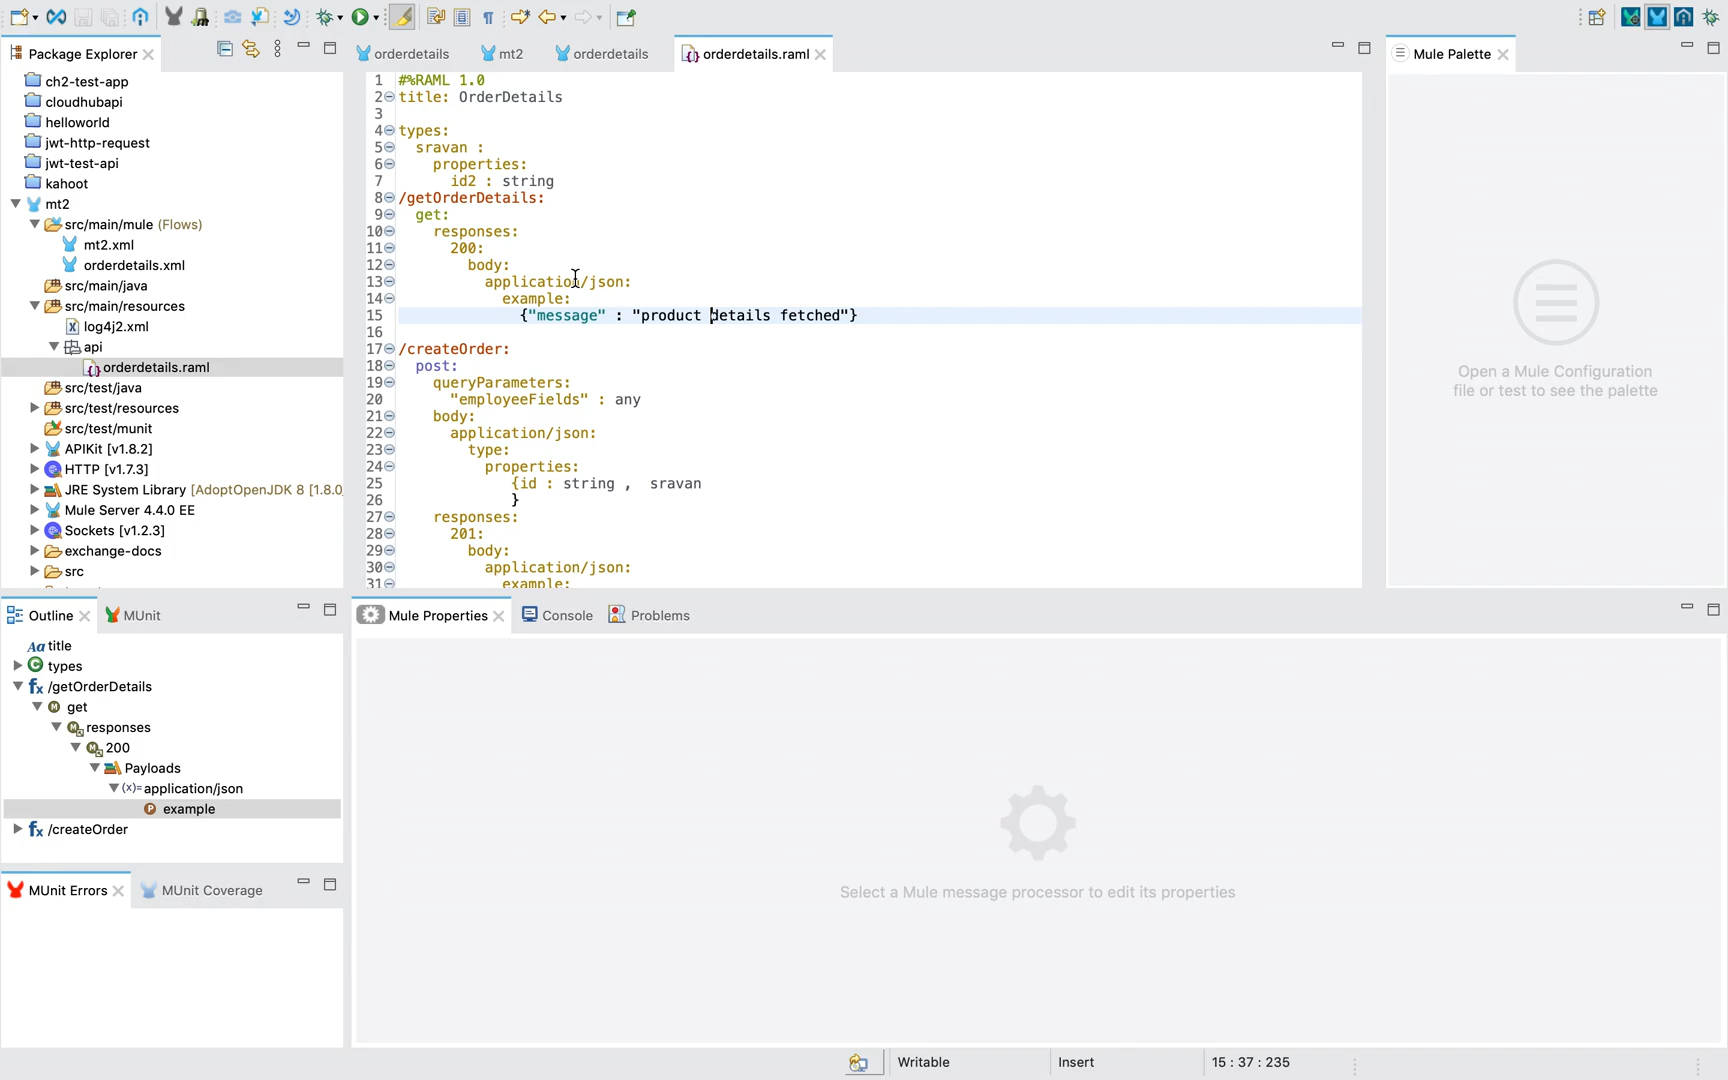 Package Explorer
orderdetails
mt2
orderdetails
orderdetails.raml
Mule Palette
ch2-test-app
cloudhubapi
helloworld
jwt-http-request
jwt-test-api
kahoot
mt2
src/main/mule (Flows)
mt2.xml
orderdetails.xml
src/main/java
src/main/resources
log4j2.xml
api
orderdetails.raml
src/test/java
src/test/resources
src/test/munit
APIKit [v1.8.2]
HTTP [v1.7.3]
JRE System Library [AdoptOpenJDK 8 [1.8.0
Mule Server 4.4.0 EE
Sockets [v1.2.3]
exchange-docs
src
1 #%RAML 1.0
2 title: OrderDetails
3
4 types:
5 sravan :
6 properties:
7 id2 : string
8 /getOrderDetails:
9 get:
10 responses:
11 200:
12 body:
13 application/json:
14 example:
15 {"message" : "product details fetched"}
16
17 /createOrder:
18 post:
19 queryParameters:
20 "employeeFields" : any
21 body:
22 application/json:
23 type:
24 properties:
25 {id : string ,  sravan
26 }
27 responses:
28 201:
29 body:
30 application/json:
31 example:
Open a Mule Configuration
file or test to see the palette
Outline
MUnit
title
types
/getOrderDetails
get
responses
200
Payloads
(x)= application/json
example
/createOrder
MUnit Errors
MUnit Coverage
Mule Properties
Console
Problems
Select a Mule message processor to edit its properties
Writable
Insert
15 : 37 : 235